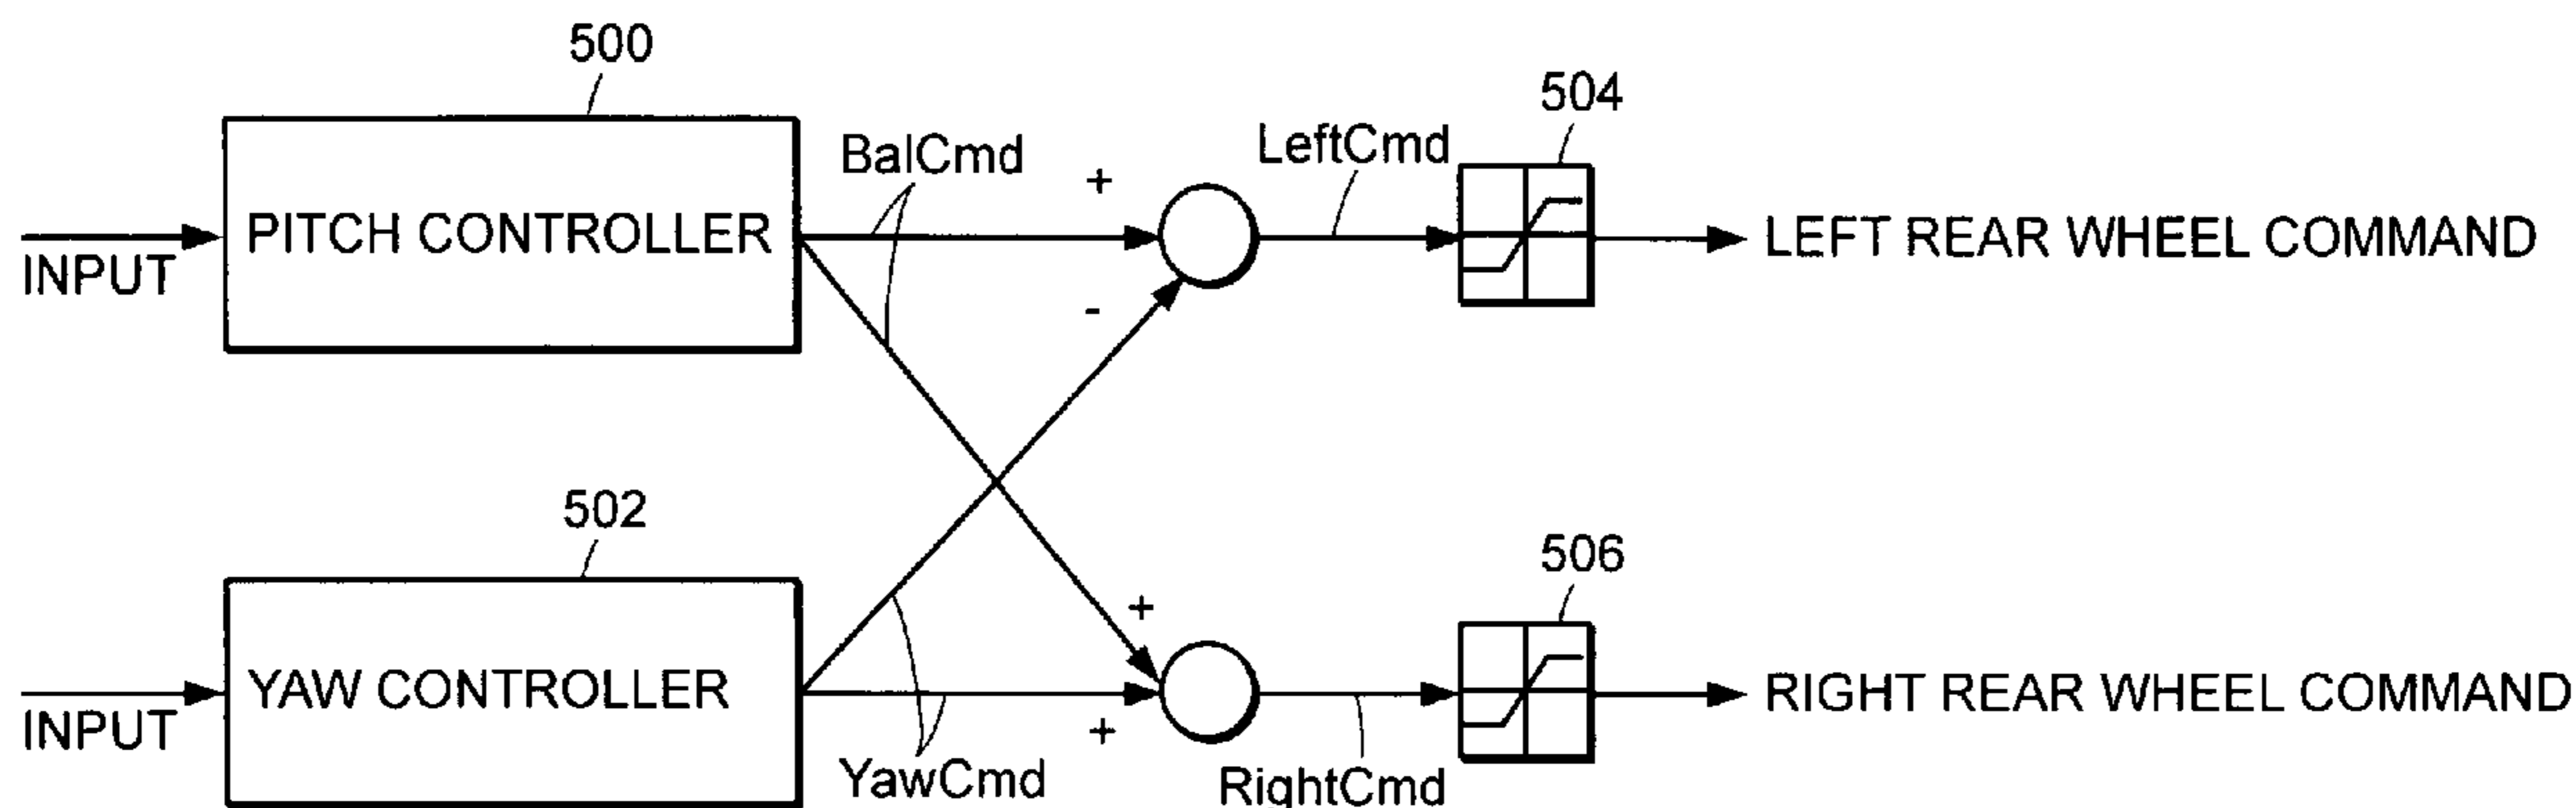 500
504
BalCmd
LeftCmd
+
PITCH CONTROLLER
LEFT REAR WHEEL COMMAND
INPUT
-
502
506
+
YAW CONTROLLER
RIGHT REAR WHEEL COMMAND
INPUT
+
YawCmd
RightCmd